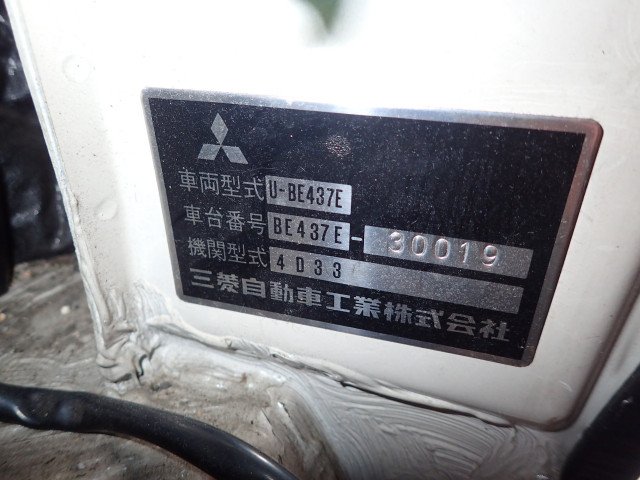 車両型式 U-BE437E
車台番号 BE437E-30019
機関型式 4D33
三菱自動車工業株式会社